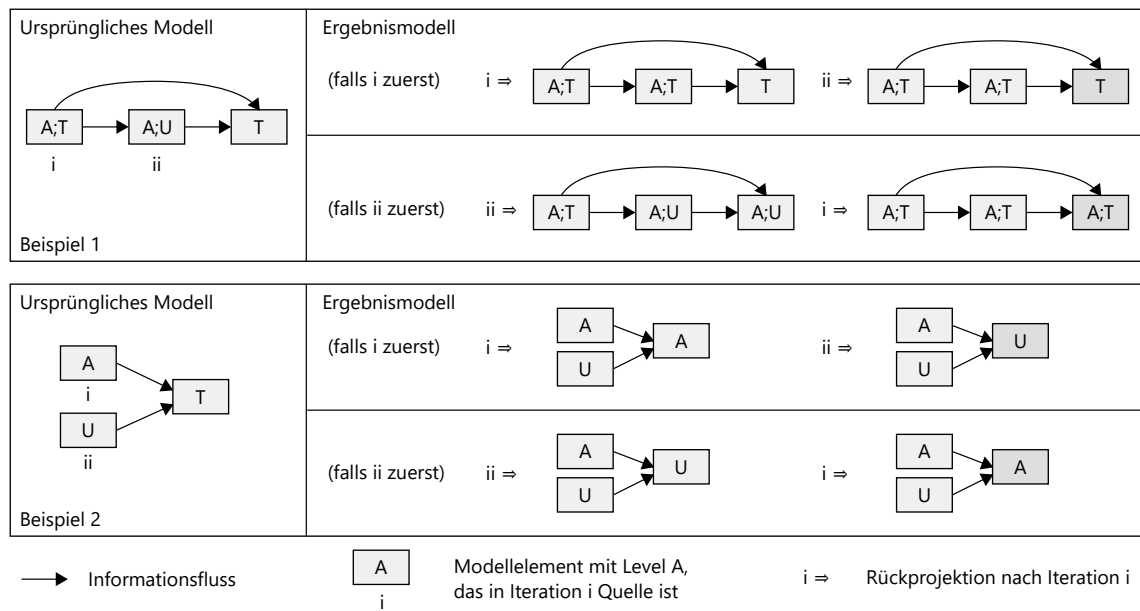 Ursprüngliches Modell
A;T A;U T
i ii
Beispiel 1
Ergebnismodell
(falls i zuerst) i ⇒ A;T A;T T ii ⇒ A;T A;T T
(falls ii zuerst) ii ⇒ A;T A;U A;U i ⇒ A;T A;T A;T
Ursprüngliches Modell
A
i
T
U
ii
Beispiel 2
Ergebnismodell
A A
(falls i zuerst) i ⇒ A ii ⇒ U
U U
A A
(falls ii zuerst) ii ⇒ U i ⇒ A
U U
Informationsfluss
A
i
Modellelement mit Level A,
das in Iteration i Quelle ist
i ⇒ Rückprojektion nach Iteration i